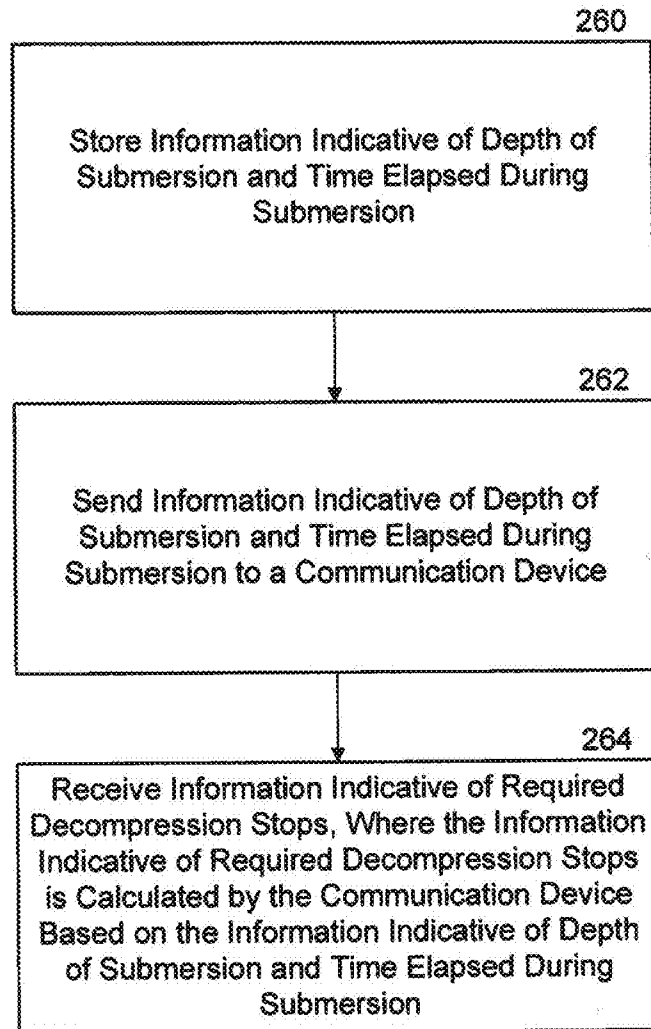 260
Store Information Indicative of Depth of
Submersion and Time Elapsed During
Submersion
262
Send Information Indicative of Depth of
Submersion and Time Elapsed During
Submersion to a Communication Device
264
Receive Information Indicative of Required
Decompression Stops, Where the Information
Indicative of Required Decompression Stops
is Calculated by the Communication Device
Based on the Information Indicative of Depth
of Submersion and Time Elapsed During
Submersion